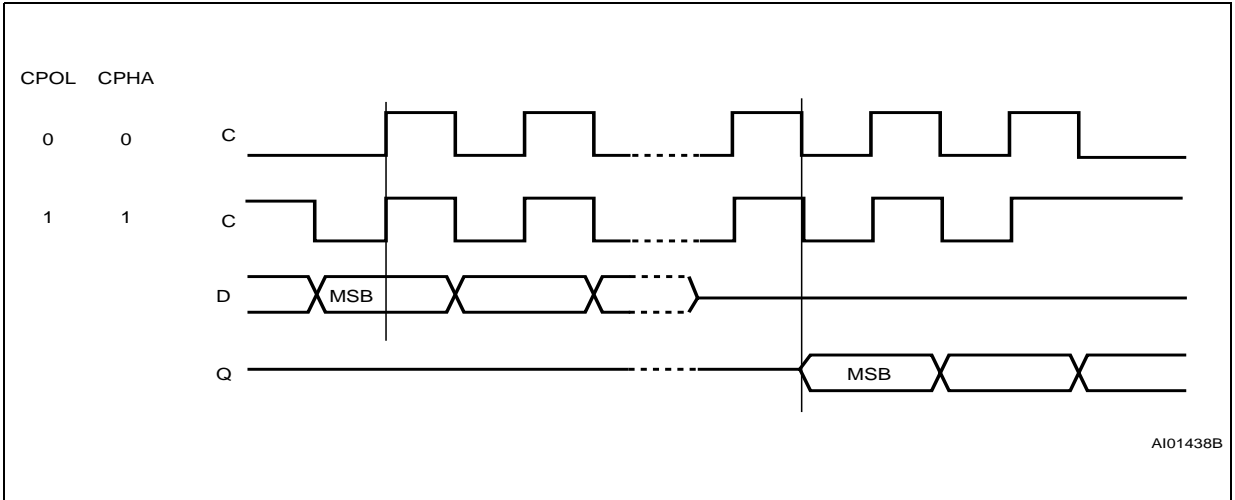 CPOL CPHA
0 0 C
1 1 C
D MSB
Q MSB
AI01438B